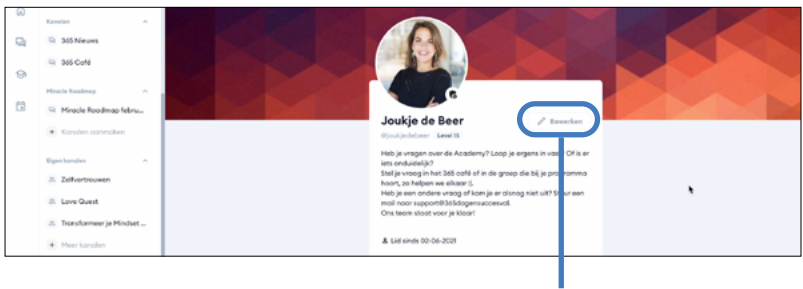 Kanalen
365 Nieuws
365 Café
Miracle Roadmap
Miracle Roadmap febru...
+ Kanalen aanmaken
Eigen kanalen
Zelfvertrouwen
Love Quest
Transformeer je Mindset ...
+ Meer kanalen
Joukje de Beer
Bewerken
@joukjedebeer Level 15
Heb je vragen over de Academy? Loop je ergens in vast? Of is er
iets onduidelijk?
Stel je vraag in het 365 café of in de groep die bij je programma
hoort, zo helpen we elkaar :).
Heb je een andere vraag of kom je er alsnog niet uit? Stuur een
mail naar support@365dagensuccesvol.
Ons team staat voor je klaar!
Lid sinds 02-06-2021